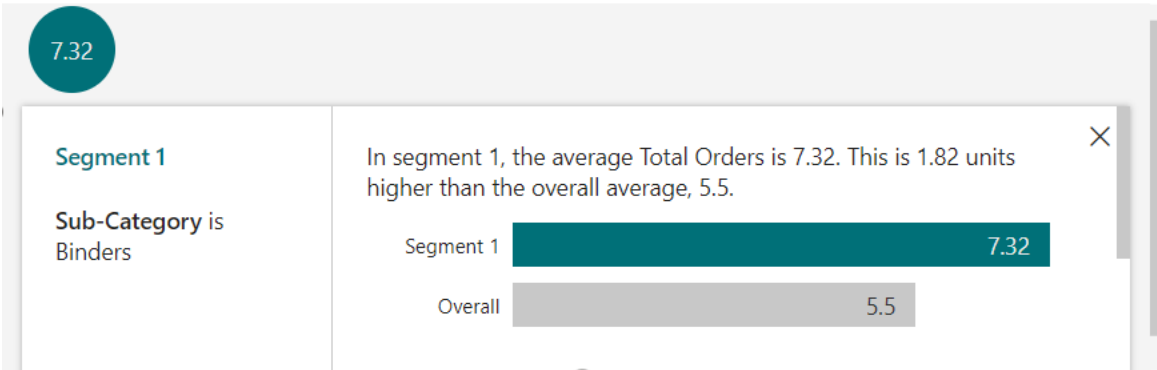 7.32
Segment 1
Sub-Category is
Binders
In segment 1, the average Total Orders is 7.32. This is 1.82 units
higher than the overall average, 5.5.
Segment 1 7.32
Overall 5.5